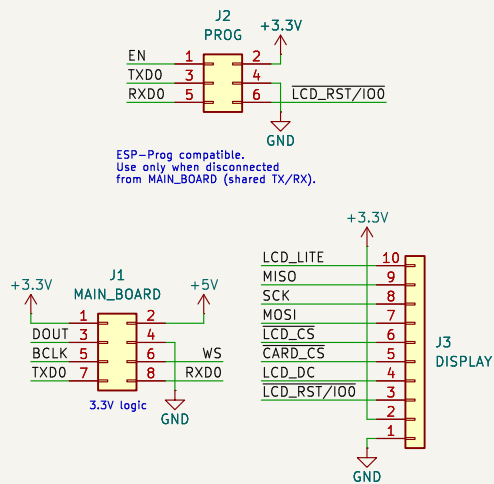 J2
PROG
+3.3V
EN 1 2
TXD0 3 4
RXD0 5 6 LCD_RST/IO0
GND
ESP-Prog compatible.
Use only when disconnected
from MAIN_BOARD (shared TX/RX).
+3.3V
J1
MAIN_BOARD
+3.3V +5V
1 2
DOUT 3 4
BCLK 5 6 WS
TXD0 7 8 RXD0
3.3V logic
GND
LCD_LITE 10
MISO 9
SCK 8
MOSI 7
LCD_CS 6
CARD_CS 5
LCD_DC 4
LCD_RST/IO0 3
2
1
J3
DISPLAY
GND